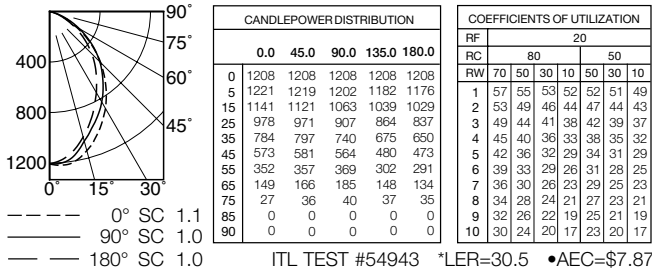 90°
75°
60°
45°
400
800
1200
0° 15° 30°
0° SC 1.1
90° SC 1.0
180° SC 1.0
CANDLEPOWER DISTRIBUTION
0.0 45.0 90.0 135.0 180.0
0 1208 1208 1208 1208 1208
5 1221 1219 1202 1182 1176
15 1141 1121 1063 1039 1029
25 978 971 907 864 837
35 784 797 740 675 650
45 573 581 564 480 473
55 352 357 369 302 291
65 149 166 185 148 134
75 27 36 40 37 35
85 0 0 0 0 0
90 0 0 0 0 0
COEFFICIENTS OF UTILIZATION
RF 20
RC 80 50
RW 70 50 30 10 50 30 10
1 57 55 53 52 52 51 49
2 53 49 46 44 47 44 43
3 49 44 41 38 42 39 37
4 45 40 36 33 38 35 32
5 42 36 32 29 34 31 29
6 39 33 29 26 31 28 25
7 36 30 26 23 29 25 23
8 34 28 24 21 27 23 21
9 32 26 22 19 25 21 19
10 30 24 20 17 23 20 17
ITL TEST #54943 *LER=30.5 •AEC=$7.87